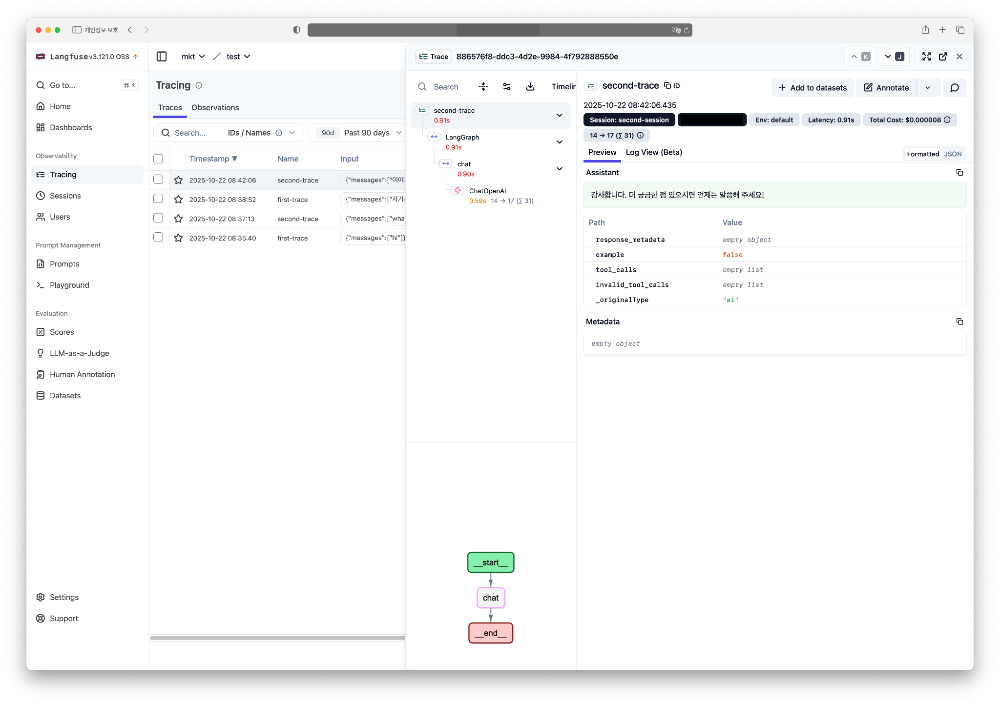 개인정보 보호
Langfuse v3.121.0 OSS
Go to...
⌘ K
Home
Dashboards
Observability
Tracing
Sessions
Users
Prompt Management
Prompts
Playground
Evaluation
Scores
LLM-as-a-Judge
Human Annotation
Datasets
Settings
Support
mkt / test
Tracing
Traces Observations
Search... IDs / Names 90d Past 90 days
Timestamp ▼ Name Input
2025-10-22 08:42:06 second-trace {"messages":["이야
2025-10-22 08:38:52 first-trace {"messages":["자기
2025-10-22 08:37:13 second-trace {"messages":["wha
2025-10-22 08:35:40 first-trace {"messages":["hi"]}
Trace 886576f8-ddc3-4d2e-9984-4f792888550e
K J
Search Timelin
second-trace
0.91s
LangGraph
0.91s
chat
0.90s
ChatOpenAI
0.59s 14 → 17 (∑ 31)
__start__
chat
__end__
second-trace ID
Add to datasets Annotate
2025-10-22 08:42:06.435
Session: second-session Env: default Latency: 0.91s Total Cost: $0.000008
14 → 17 (∑ 31)
Preview Log View (Beta)
Formatted JSON
Assistant
감사합니다. 더 궁금한 점 있으시면 언제든 말씀해 주세요!
Path Value
response_metadata empty object
example false
tool_calls empty list
invalid_tool_calls empty list
_originalType "ai"
Metadata
empty object